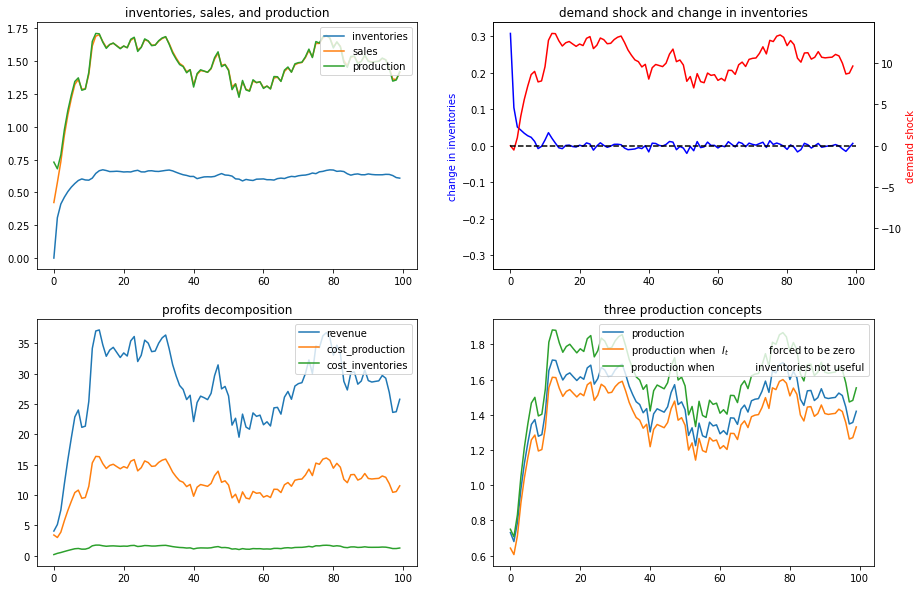 inventories, sales, and production
1.75
1.50
1.25
1.00
0.75
0.50
0.25
0.00
0 20 40 60 80 100
inventories
sales
production
demand shock and change in inventories
change in inventories
0.3
0.2
0.1
0.0
−0.1
−0.2
−0.3
0 20 40 60 80 100
10
5
0
−5
−10
demand shock
profits decomposition
35
30
25
20
15
10
5
0
0 20 40 60 80 100
revenue
cost_production
cost_inventories
three production concepts
1.8
1.6
1.4
1.2
1.0
0.8
0.6
0 20 40 60 80 100
production
production when I_t forced to be zero
production when inventories not useful